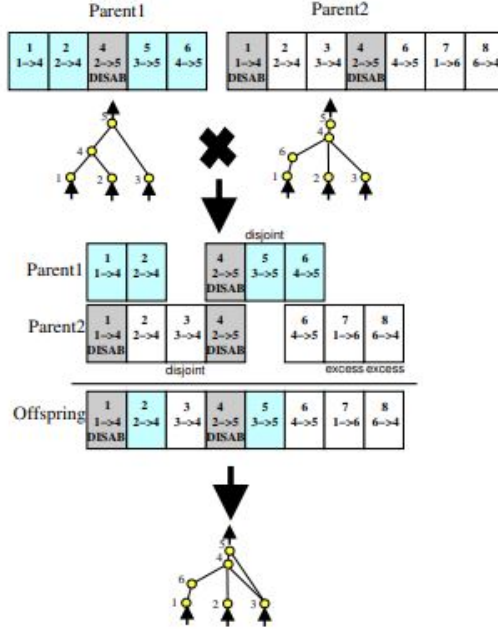 Parent1 Parent2
1 2 4 5 6 1 2 3 4 6 7 8
1->4 2->4 2->5 3->5 4->5 1->4 2->4 3->4 2->5 4->5 1->6 6->4
DISAB DISAB DISAB
5 5
4 4
6
1 2 3 1 2 3
disjoint
Parent1 1 2 4 5 6
1->4 2->4 2->5 3->5 4->5
DISAB
Parent2 1 2 3 4 6 7 8
1->4 2->4 3->4 2->5 4->5 1->6 6->4
DISAB DISAB
disjoint excess excess
Offspring 1 2 3 4 5 6 7 8
1->4 2->4 3->4 2->5 3->5 4->5 1->6 6->4
DISAB DISAB
5
4
6
1 2 3